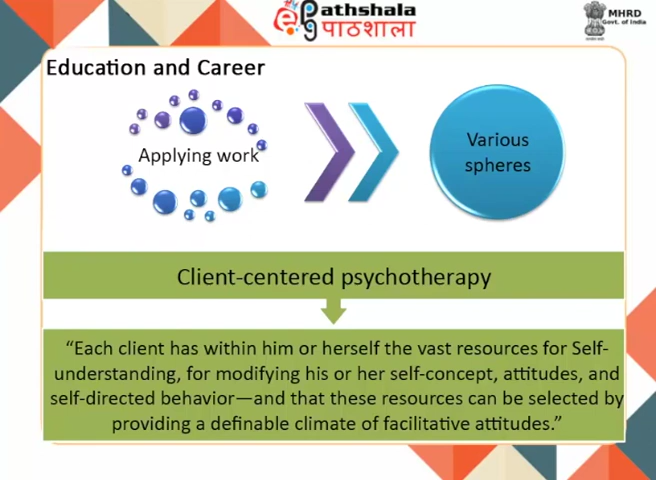 Pathshala
पाठशाला
MHRD
Govt. of India
Education and Career
Applying work
Various
spheres
Client-centered psychotherapy
“Each client has within him or herself the vast resources for Self-
understanding, for modifying his or her self-concept, attitudes, and
self-directed behavior—and that these resources can be selected by
providing a definable climate of facilitative attitudes.”